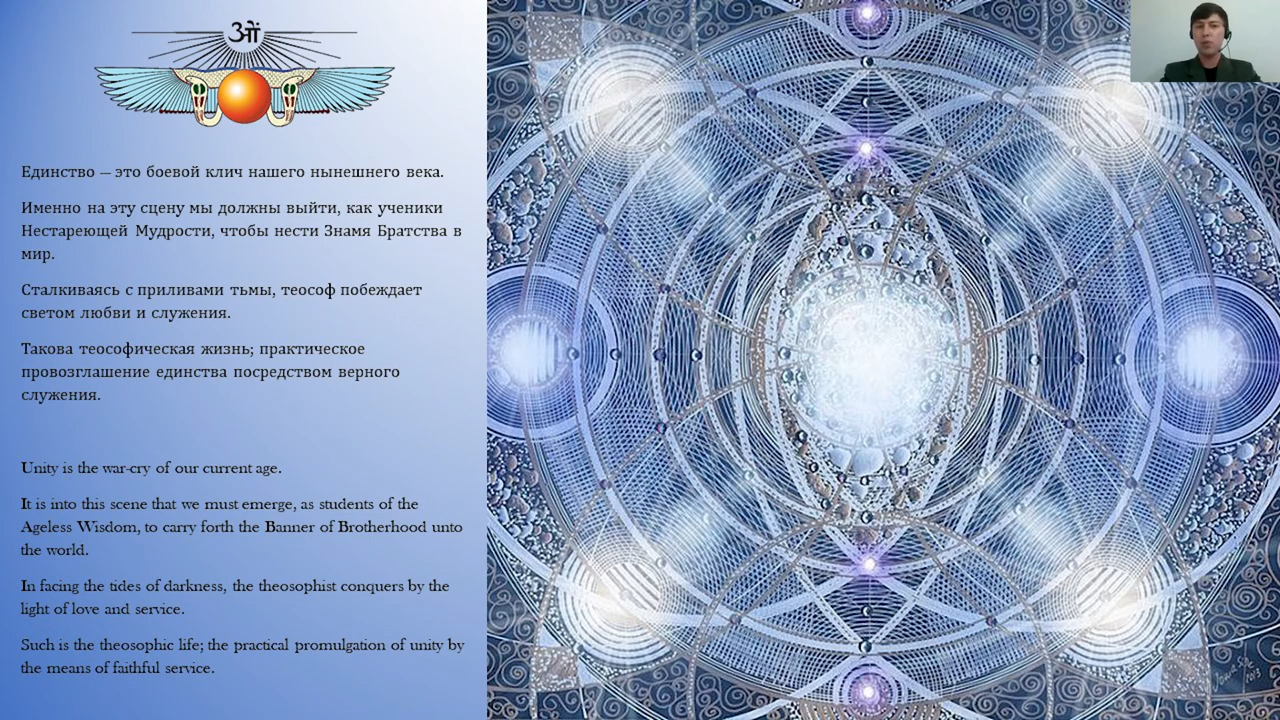 ओं
Единство — это боевой клич нашего нынешнего века.
Именно на эту сцену мы должны выйти, как ученики
Нестареющей Мудрости, чтобы нести Знамя Братства в
мир.
Сталкиваясь с приливами тьмы, теософ побеждает
светом любви и служения.
Такова теософическая жизнь; практическое
провозглашение единства посредством верного
служения.
Unity is the war-cry of our current age.
It is into this scene that we must emerge, as students of the
Ageless Wisdom, to carry forth the Banner of Brotherhood unto
the world.
In facing the tides of darkness, the theosophist conquers by the
light of love and service.
Such is the theosophic life; the practical promulgation of unity by
the means of faithful service.